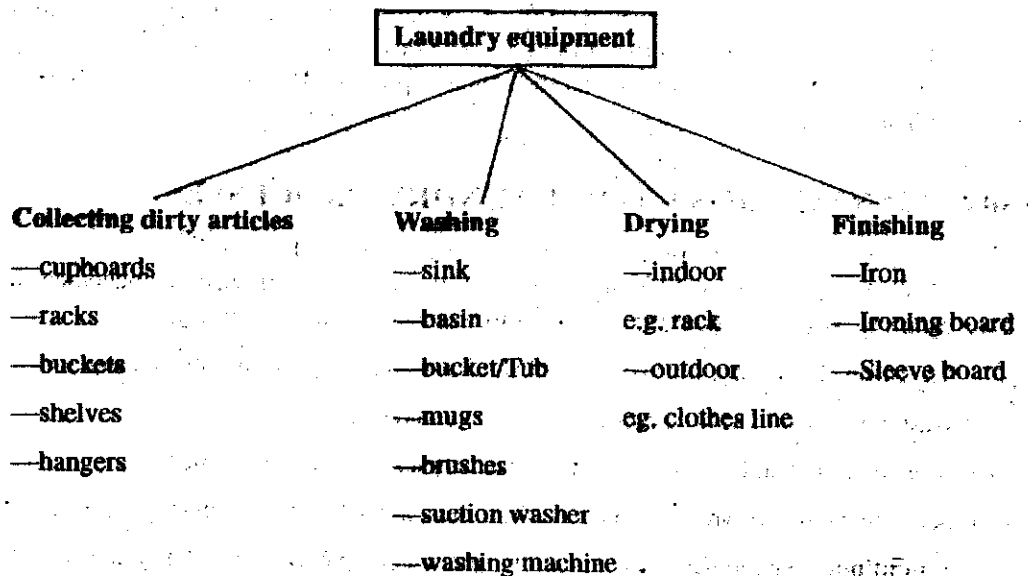 Laundry equipment
Collecting dirty articles
—cupboards
—racks
—buckets
—shelves
—hangers
Washing
—sink
—basin
—bucket/Tub
—mugs
—brushes
—suction washer
—washing machine
Drying
—indoor
e.g. rack
—outdoor
eg. clothes line
Finishing
—Iron
—Ironing board
—Sleeve board